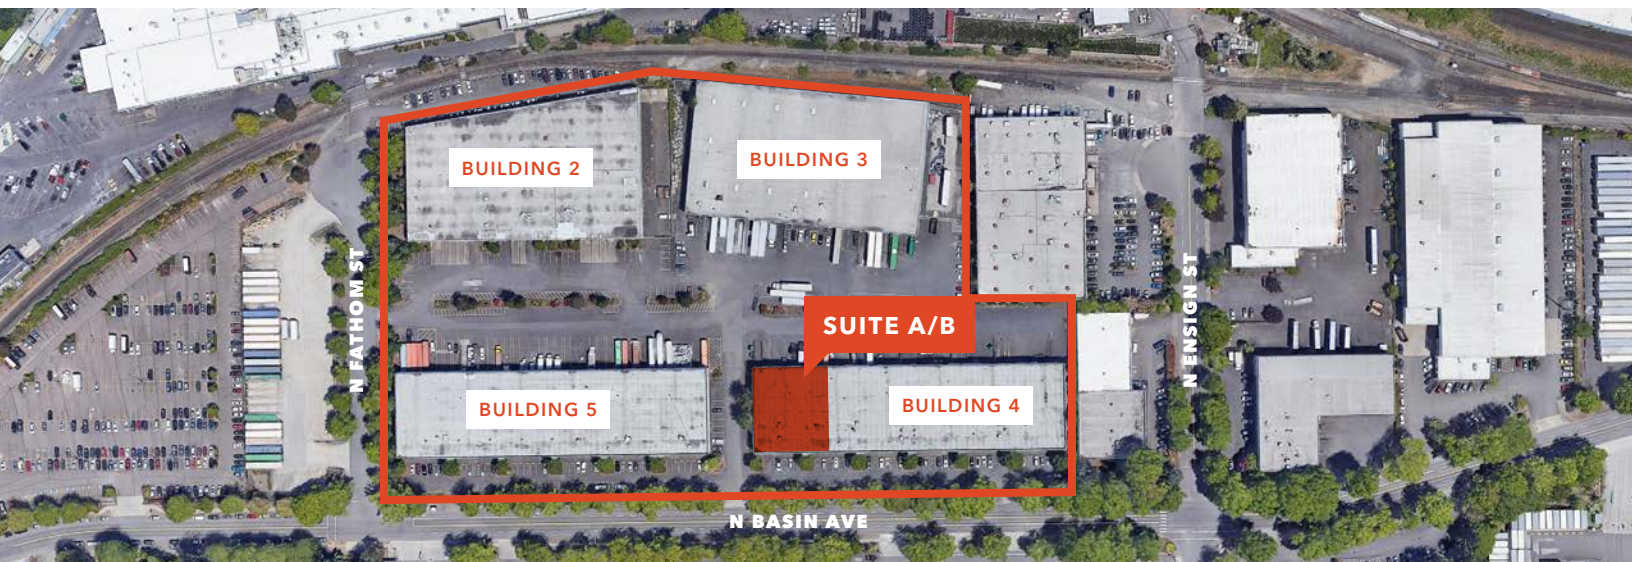 BUILDING 2
BUILDING 3
N FATHOM ST
N ENSIGN ST
SUITE A/B
BUILDING 5
BUILDING 4
N BASIN AVE